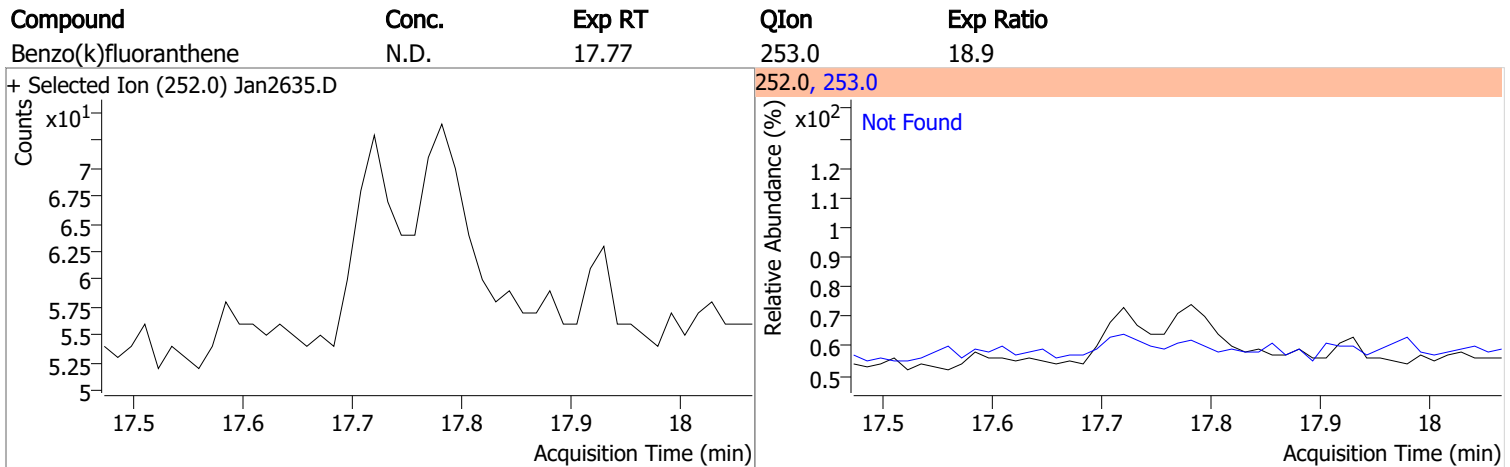 Compound Conc. Exp RT QIon Exp Ratio
Benzo(k)fluoranthene N.D. 17.77 253.0 18.9
+ Selected Ion (252.0) Jan2635.D
Counts
x10¹
7
6.75
6.5
6.25
6
5.75
5.5
5.25
5
17.5 17.6 17.7 17.8 17.9 18
Acquisition Time (min)
252.0, 253.0
Relative Abundance (%)
x10²
Not Found
1.2
1.1
1
0.9
0.8
0.7
0.6
0.5
17.5 17.6 17.7 17.8 17.9 18
Acquisition Time (min)